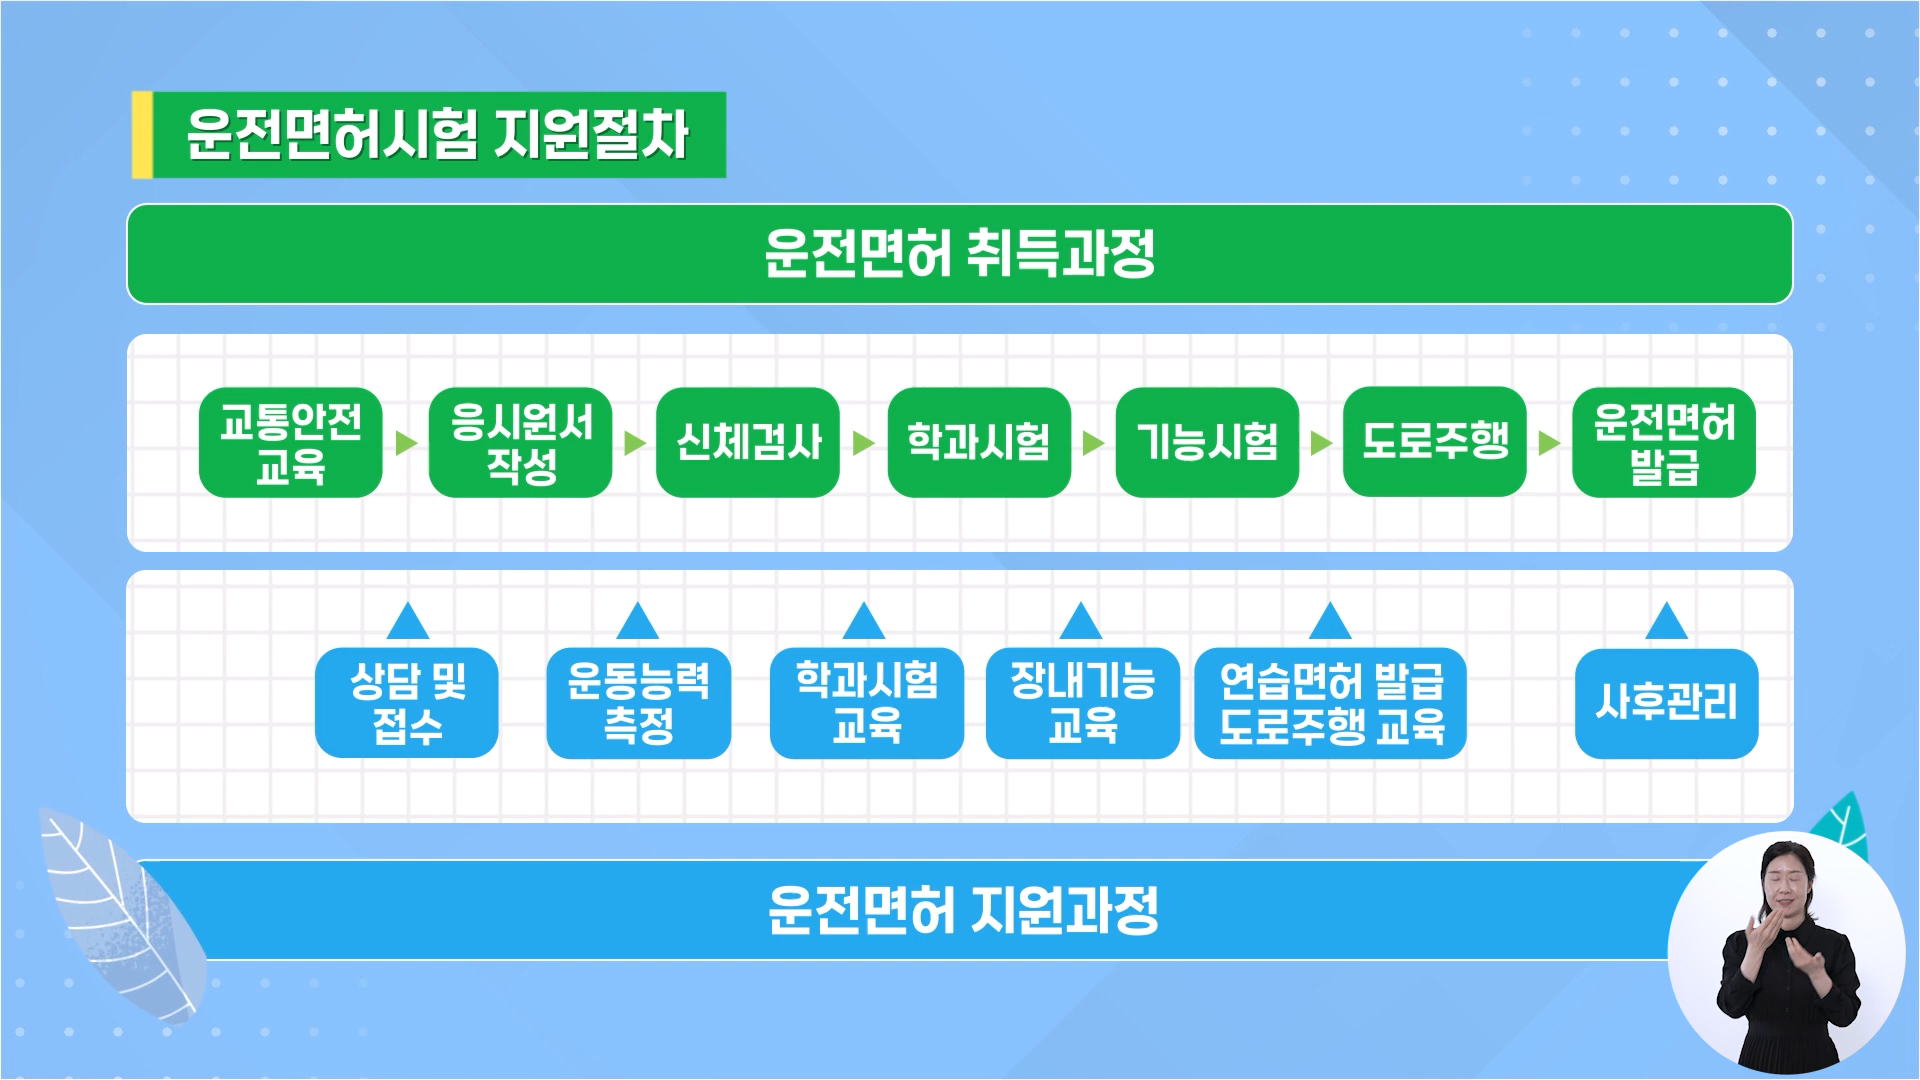 운전면허시험 지원절차
운전면허 취득과정
교통안전
교육
응시원서
작성
신체검사
학과시험
기능시험
도로주행
운전면허
발급
상담 및
접수
운동능력
측정
학과시험
교육
장내기능
교육
연습면허 발급
도로주행 교육
사후관리
운전면허 지원과정